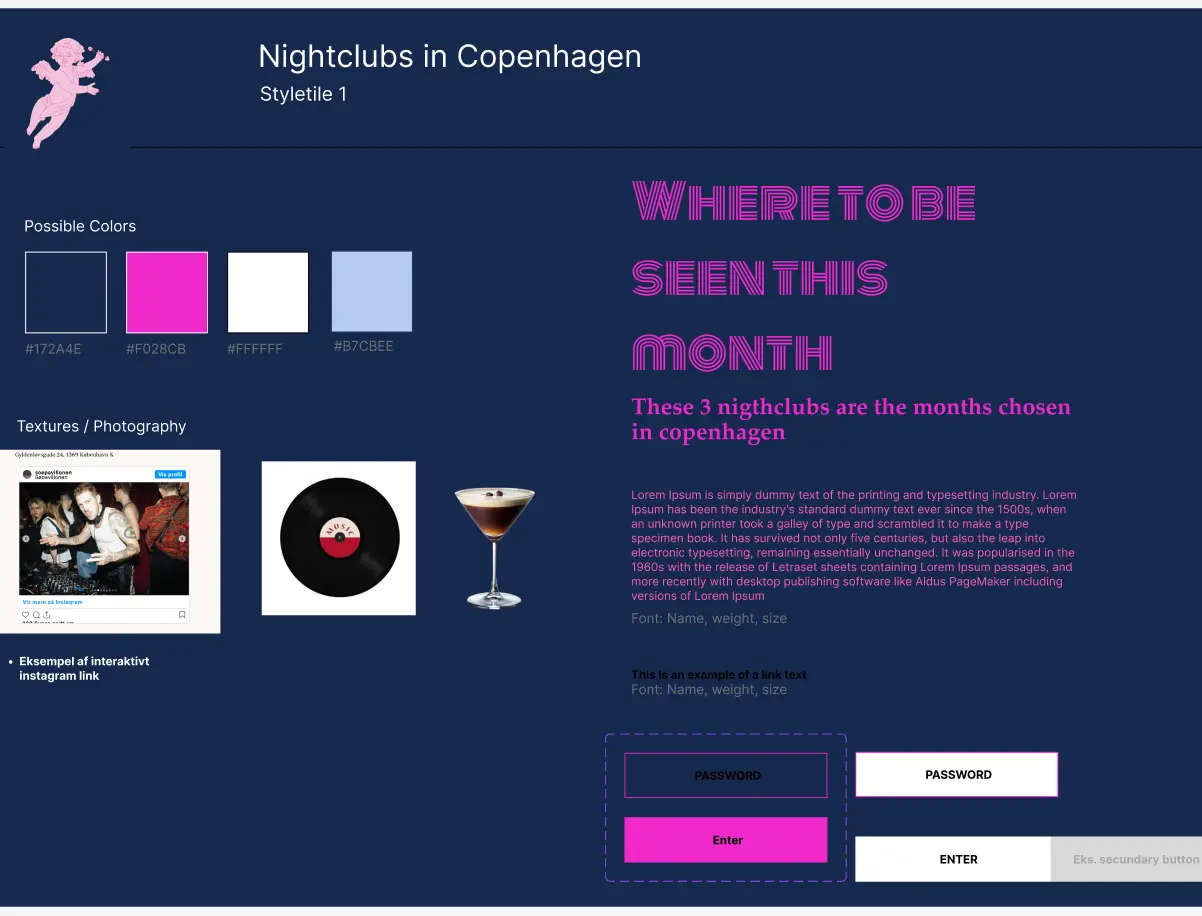 Nightclubs in Copenhagen
Styletile 1
Possible Colors
#172A4E
#F028CB
#FFFFFF
#B7CBEE
Textures / Photography
Gyldenløvsgade 24, 1369 København K
soepavillonen
Søpavillonen
Vis profil
Vis mere på Instagram
MUSIC
Eksempel af interaktivt
instagram link
WHERE TO BE
SEEN THIS
MONTH
These 3 nigthclubs are the months chosen
in copenhagen
Lorem Ipsum is simply dummy text of the printing and typesetting industry. Lorem
Ipsum has been the industry's standard dummy text ever since the 1500s, when
an unknown printer took a galley of type and scrambled it to make a type
specimen book. It has survived not only five centuries, but also the leap into
electronic typesetting, remaining essentially unchanged. It was popularised in the
1960s with the release of Letraset sheets containing Lorem Ipsum passages, and
more recently with desktop publishing software like Aldus PageMaker including
versions of Lorem Ipsum
Font: Name, weight, size
This is an example of a link text
Font: Name, weight, size
PASSWORD
PASSWORD
Enter
ENTER
Eks. secundary button